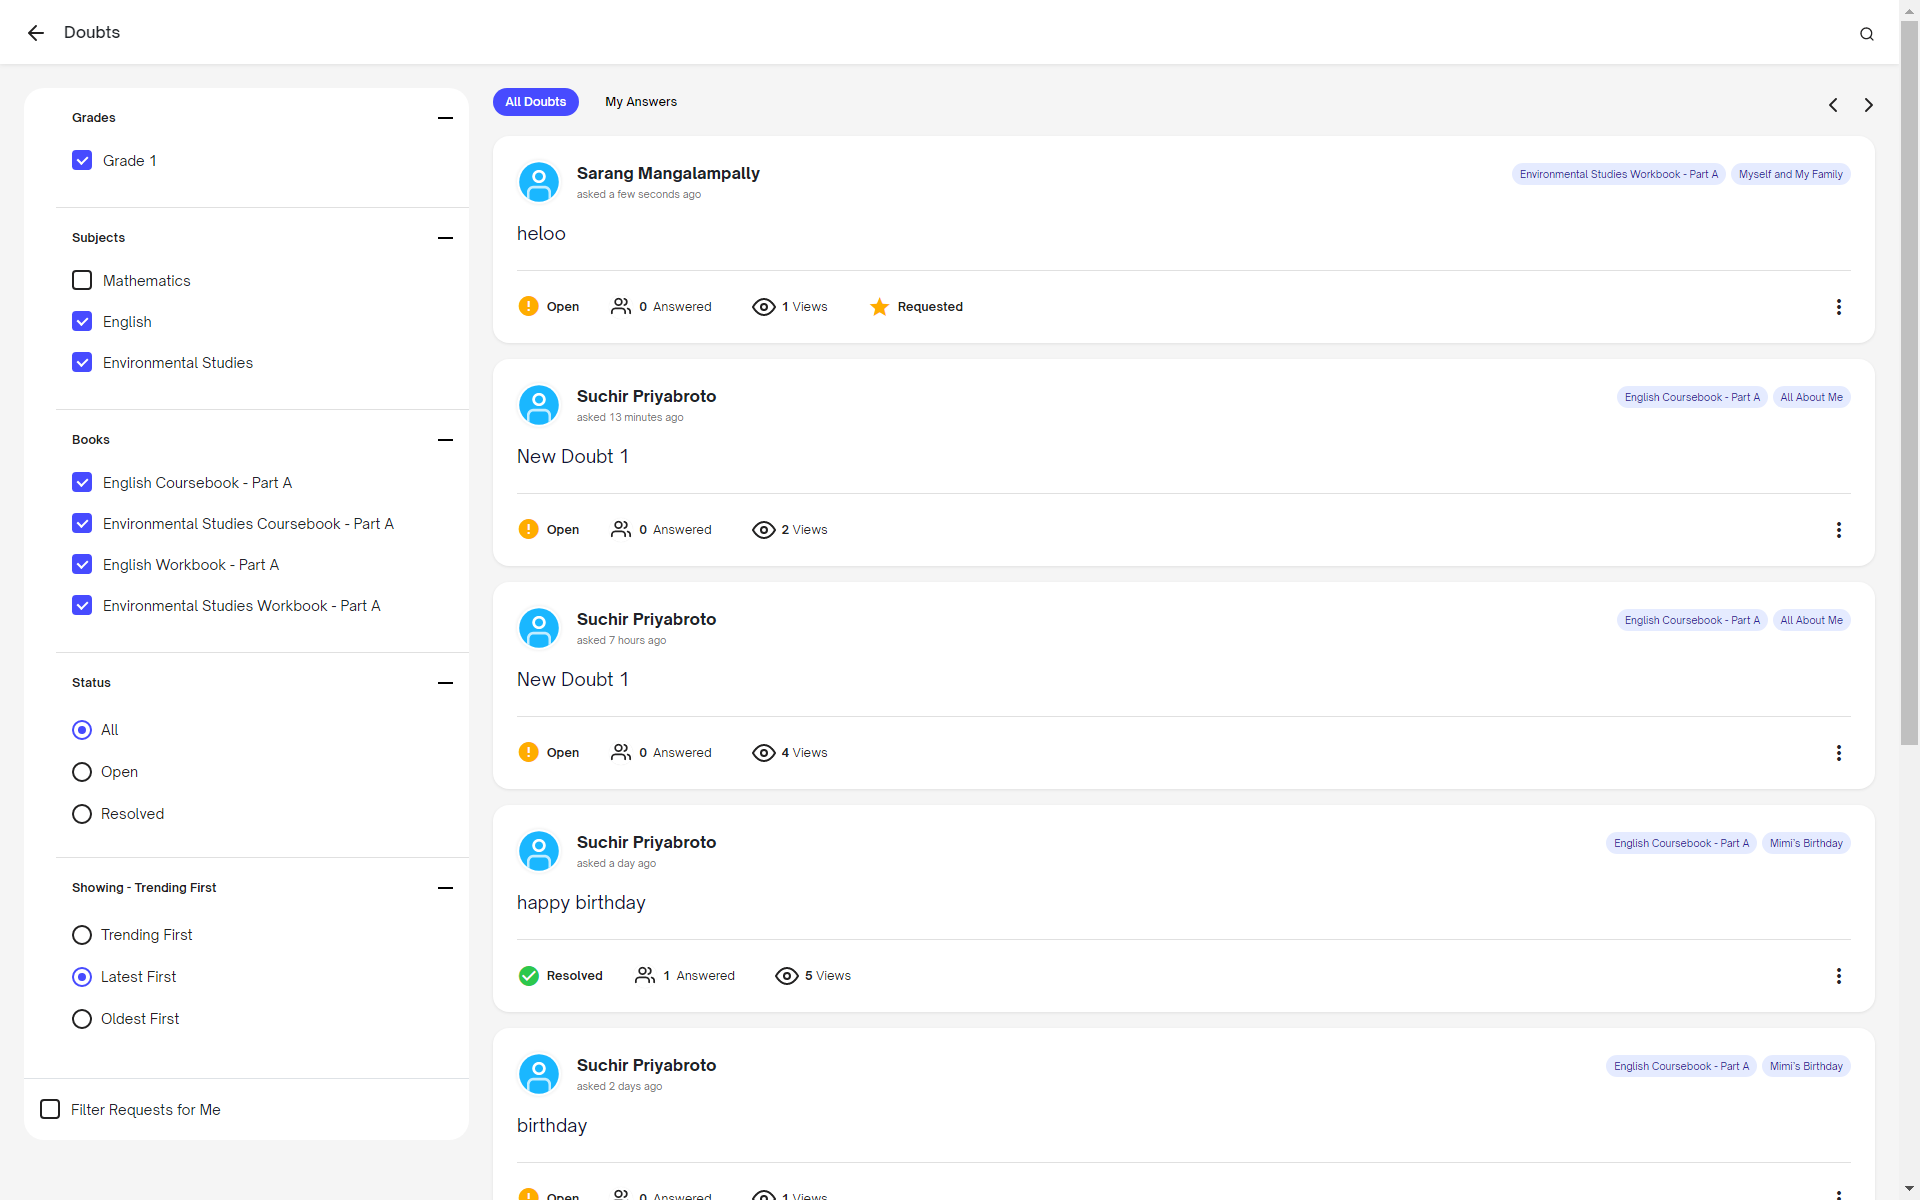 Doubts
Grades
Grade 1
Subjects
Mathematics
English
Environmental Studies
Books
English Coursebook - Part A
Environmental Studies Coursebook - Part A
English Workbook - Part A
Environmental Studies Workbook - Part A
Status
All
Open
Resolved
Showing - Trending First
Trending First
Latest First
Oldest First
Filter Requests for Me
All Doubts My Answers
Sarang Mangalampally Environmental Studies Workbook - Part A Myself and My Family
asked a few seconds ago
heloo
Open 0 Answered 1 Views Requested
Suchir Priyabroto English Coursebook - Part A All About Me
asked 13 minutes ago
New Doubt 1
Open 0 Answered 2 Views
Suchir Priyabroto English Coursebook - Part A All About Me
asked 7 hours ago
New Doubt 1
Open 0 Answered 4 Views
Suchir Priyabroto English Coursebook - Part A Mimi's Birthday
asked a day ago
happy birthday
Resolved 1 Answered 5 Views
Suchir Priyabroto English Coursebook - Part A Mimi's Birthday
asked 2 days ago
birthday
Open 0 Answered 1 Views